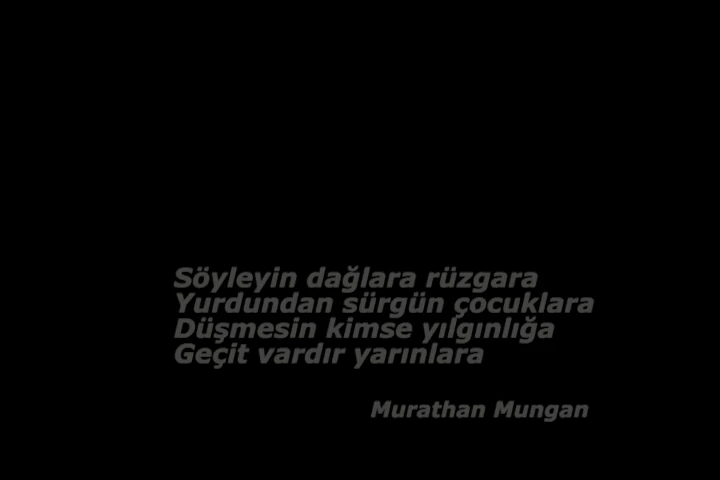 Söyleyin dağlara rüzgara
Yurdundan sürgün çocuklara
Düşmesin kimse yılgınlığa
Geçit vardır yarınlara
Murathan Mungan